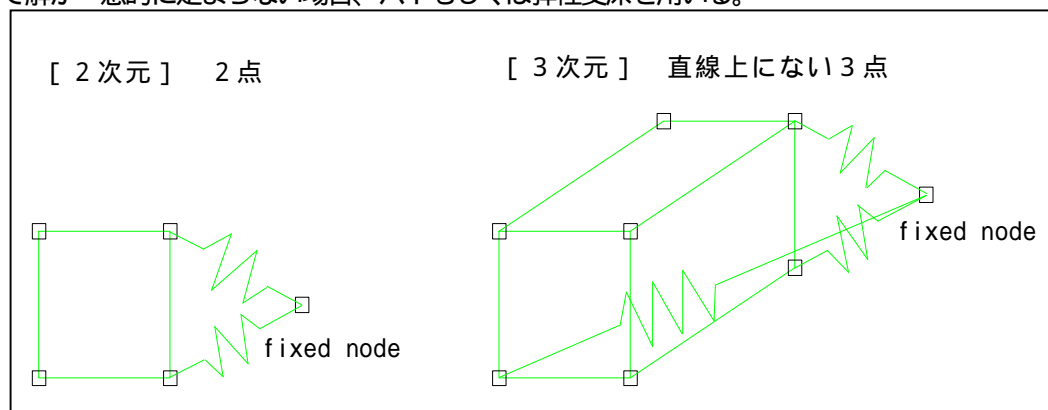 [ 2次元 ] 2点
[ 3次元 ] 直線上にない3点
fixed node
fixed node